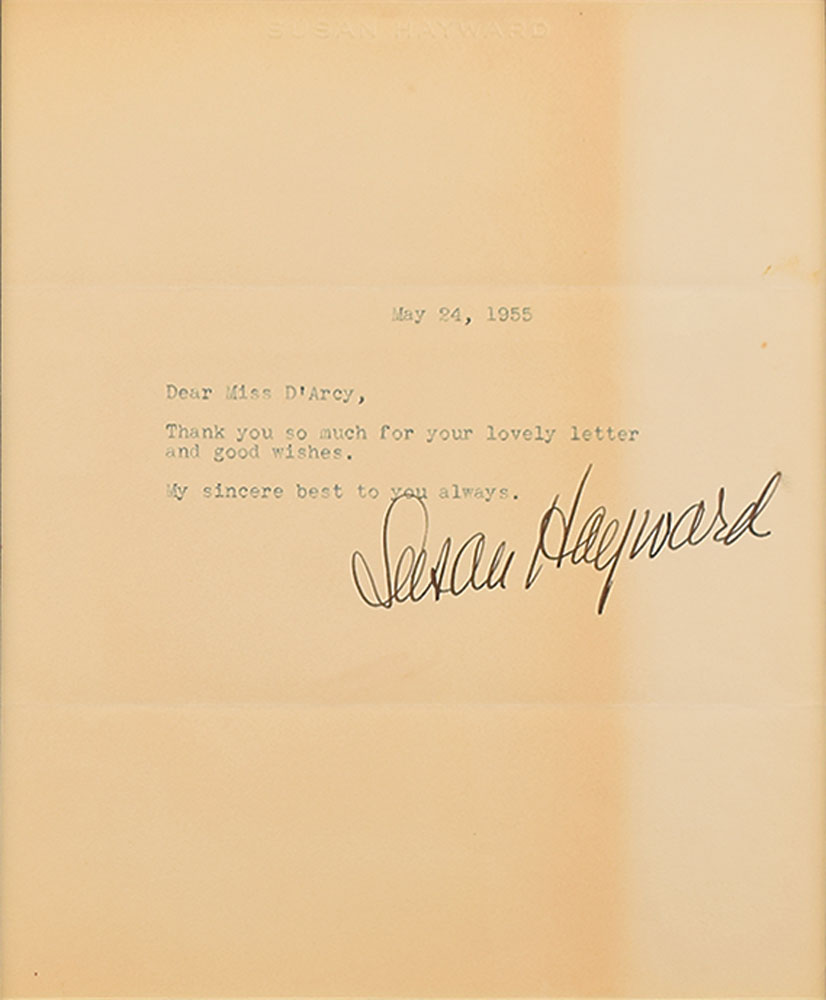 SUSAN HAYWARD
May 24, 1955
Dear Miss D'Arcy,
Thank you so much for your lovely letter
and good wishes.
My sincere best to you always.
Susan Hayward